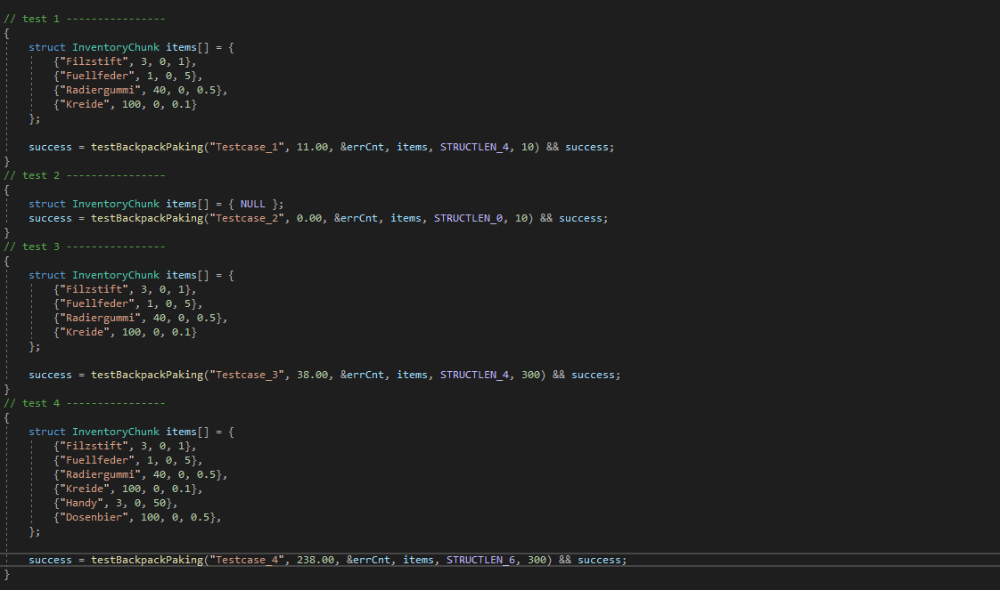 // test 1 ----------------
{
    struct InventoryChunk items[] = {
        {"Filzstift", 3, 0, 1},
        {"Fuellfeder", 1, 0, 5},
        {"Radiergummi", 40, 0, 0.5},
        {"Kreide", 100, 0, 0.1}
    };
    success = testBackpackPaking("Testcase_1", 11.00, &errCnt, items, STRUCTLEN_4, 10) && success;
}
// test 2 ----------------
{
    struct InventoryChunk items[] = { NULL };
    success = testBackpackPaking("Testcase_2", 0.00, &errCnt, items, STRUCTLEN_0, 10) && success;
}
// test 3 ----------------
{
    struct InventoryChunk items[] = {
        {"Filzstift", 3, 0, 1},
        {"Fuellfeder", 1, 0, 5},
        {"Radiergummi", 40, 0, 0.5},
        {"Kreide", 100, 0, 0.1}
    };
    success = testBackpackPaking("Testcase_3", 38.00, &errCnt, items, STRUCTLEN_4, 300) && success;
}
// test 4 ----------------
{
    struct InventoryChunk items[] = {
        {"Filzstift", 3, 0, 1},
        {"Fuellfeder", 1, 0, 5},
        {"Radiergummi", 40, 0, 0.5},
        {"Kreide", 100, 0, 0.1},
        {"Handy", 3, 0, 50},
        {"Dosenbier", 100, 0, 0.5},
    };
    success = testBackpackPaking("Testcase_4", 238.00, &errCnt, items, STRUCTLEN_6, 300) && success;
}